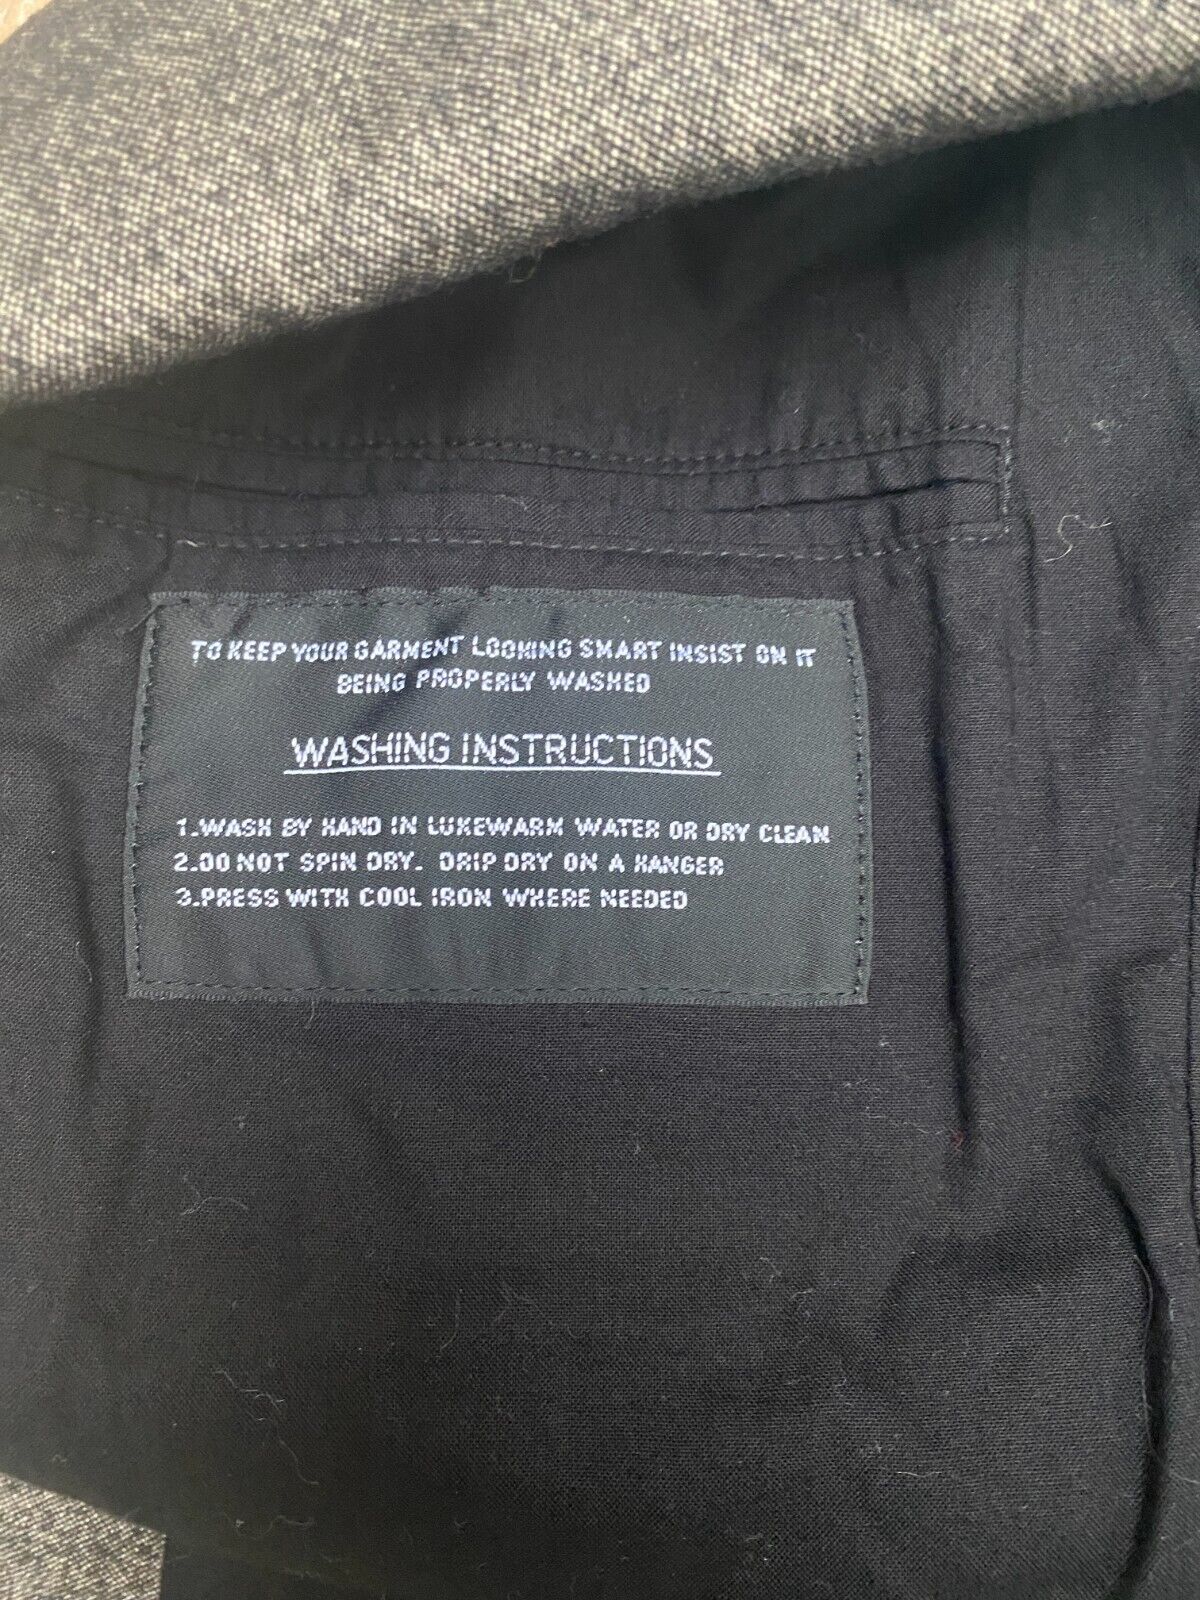 TO KEEP YOUR GARMENT LOOKING SMART INSIST ON IT
BEING PROPERLY WASHED
WASHING INSTRUCTIONS
1.WASH BY HAND IN LUKEWARM WATER OR DRY CLEAN
2.DO NOT SPIN DRY. DRIP DRY ON A HANGER
3.PRESS WITH COOL IRON WHERE NEEDED